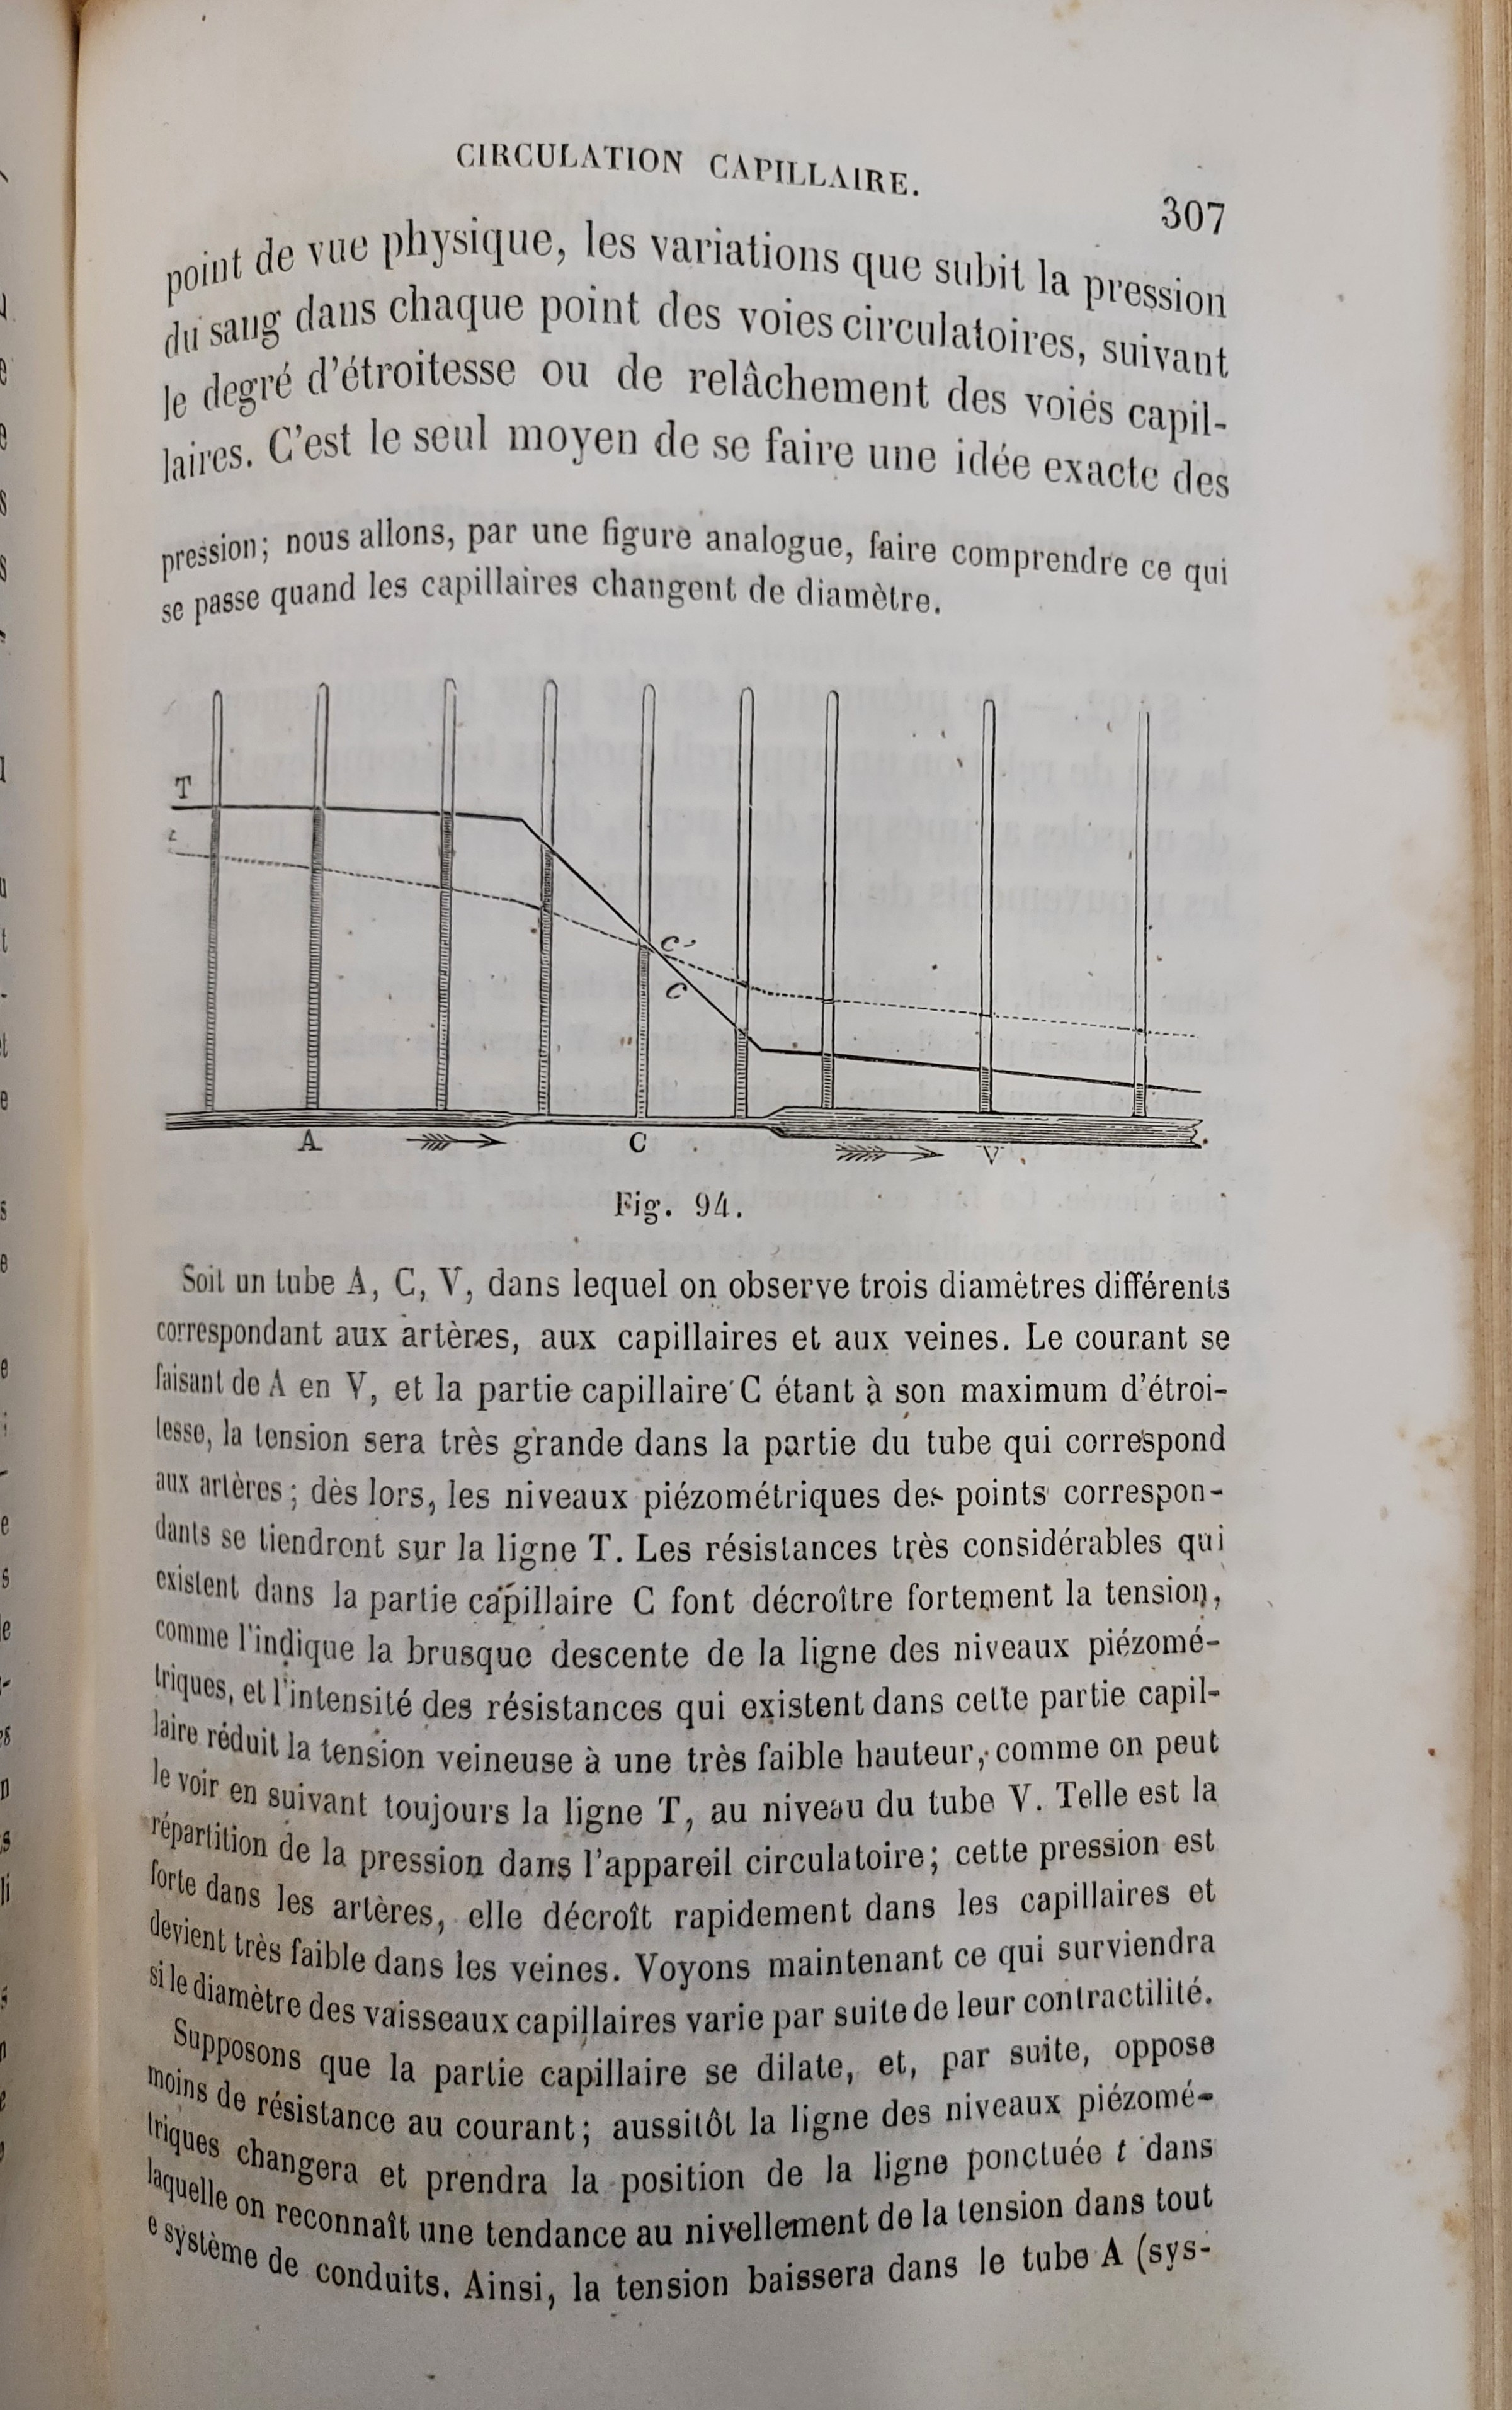 CIRCULATION CAPILLAIRE.
307
point de vue physique, les variations que subit la pression
du sang dans chaque point des voies circulatoires, suivant
le degré d'étroitesse ou de relâchement des voies capil-
laires. C'est le seul moyen de se faire une idée exacte des
pression; nous allons, par une figure analogue, faire comprendre ce qui
se passe quand les capillaires changent de diamètre.
T
t
C'
C
A
C
V
Fig. 94.
Soit un tube A, C, V, dans lequel on observe trois diamètres différents
correspondant aux artères, aux capillaires et aux veines. Le courant se
faisant de A en V, et la partie capillaire C étant à son maximum d'étroi-
tesse, la tension sera très grande dans la partie du tube qui correspond
aux artères; dès lors, les niveaux piézométriques des points correspon-
dants se tiendront sur la ligne T. Les résistances très considérables qui
existent dans la partie capillaire C font décroître fortement la tension,
comme l'indique la brusque descente de la ligne des niveaux piézomé-
triques, et l'intensité des résistances qui existent dans cette partie capil-
laire réduit la tension veineuse à une très faible hauteur, comme on peut
le voir en suivant toujours la ligne T, au niveau du tube V. Telle est la
répartition de la pression dans l'appareil circulatoire; cette pression est
forte dans les artères, elle décroît rapidement dans les capillaires et
devient très faible dans les veines. Voyons maintenant ce qui surviendra
si le diamètre des vaisseaux capillaires varie par suite de leur contractilité.
Supposons que la partie capillaire se dilate, et, par suite, oppose
moins de résistance au courant; aussitôt la ligne des niveaux piézomé-
triques changera et prendra la position de la ligne ponctuée t dans
laquelle on reconnaît une tendance au nivellement de la tension dans tout
e système de conduits. Ainsi, la tension baissera dans le tube A (sys-